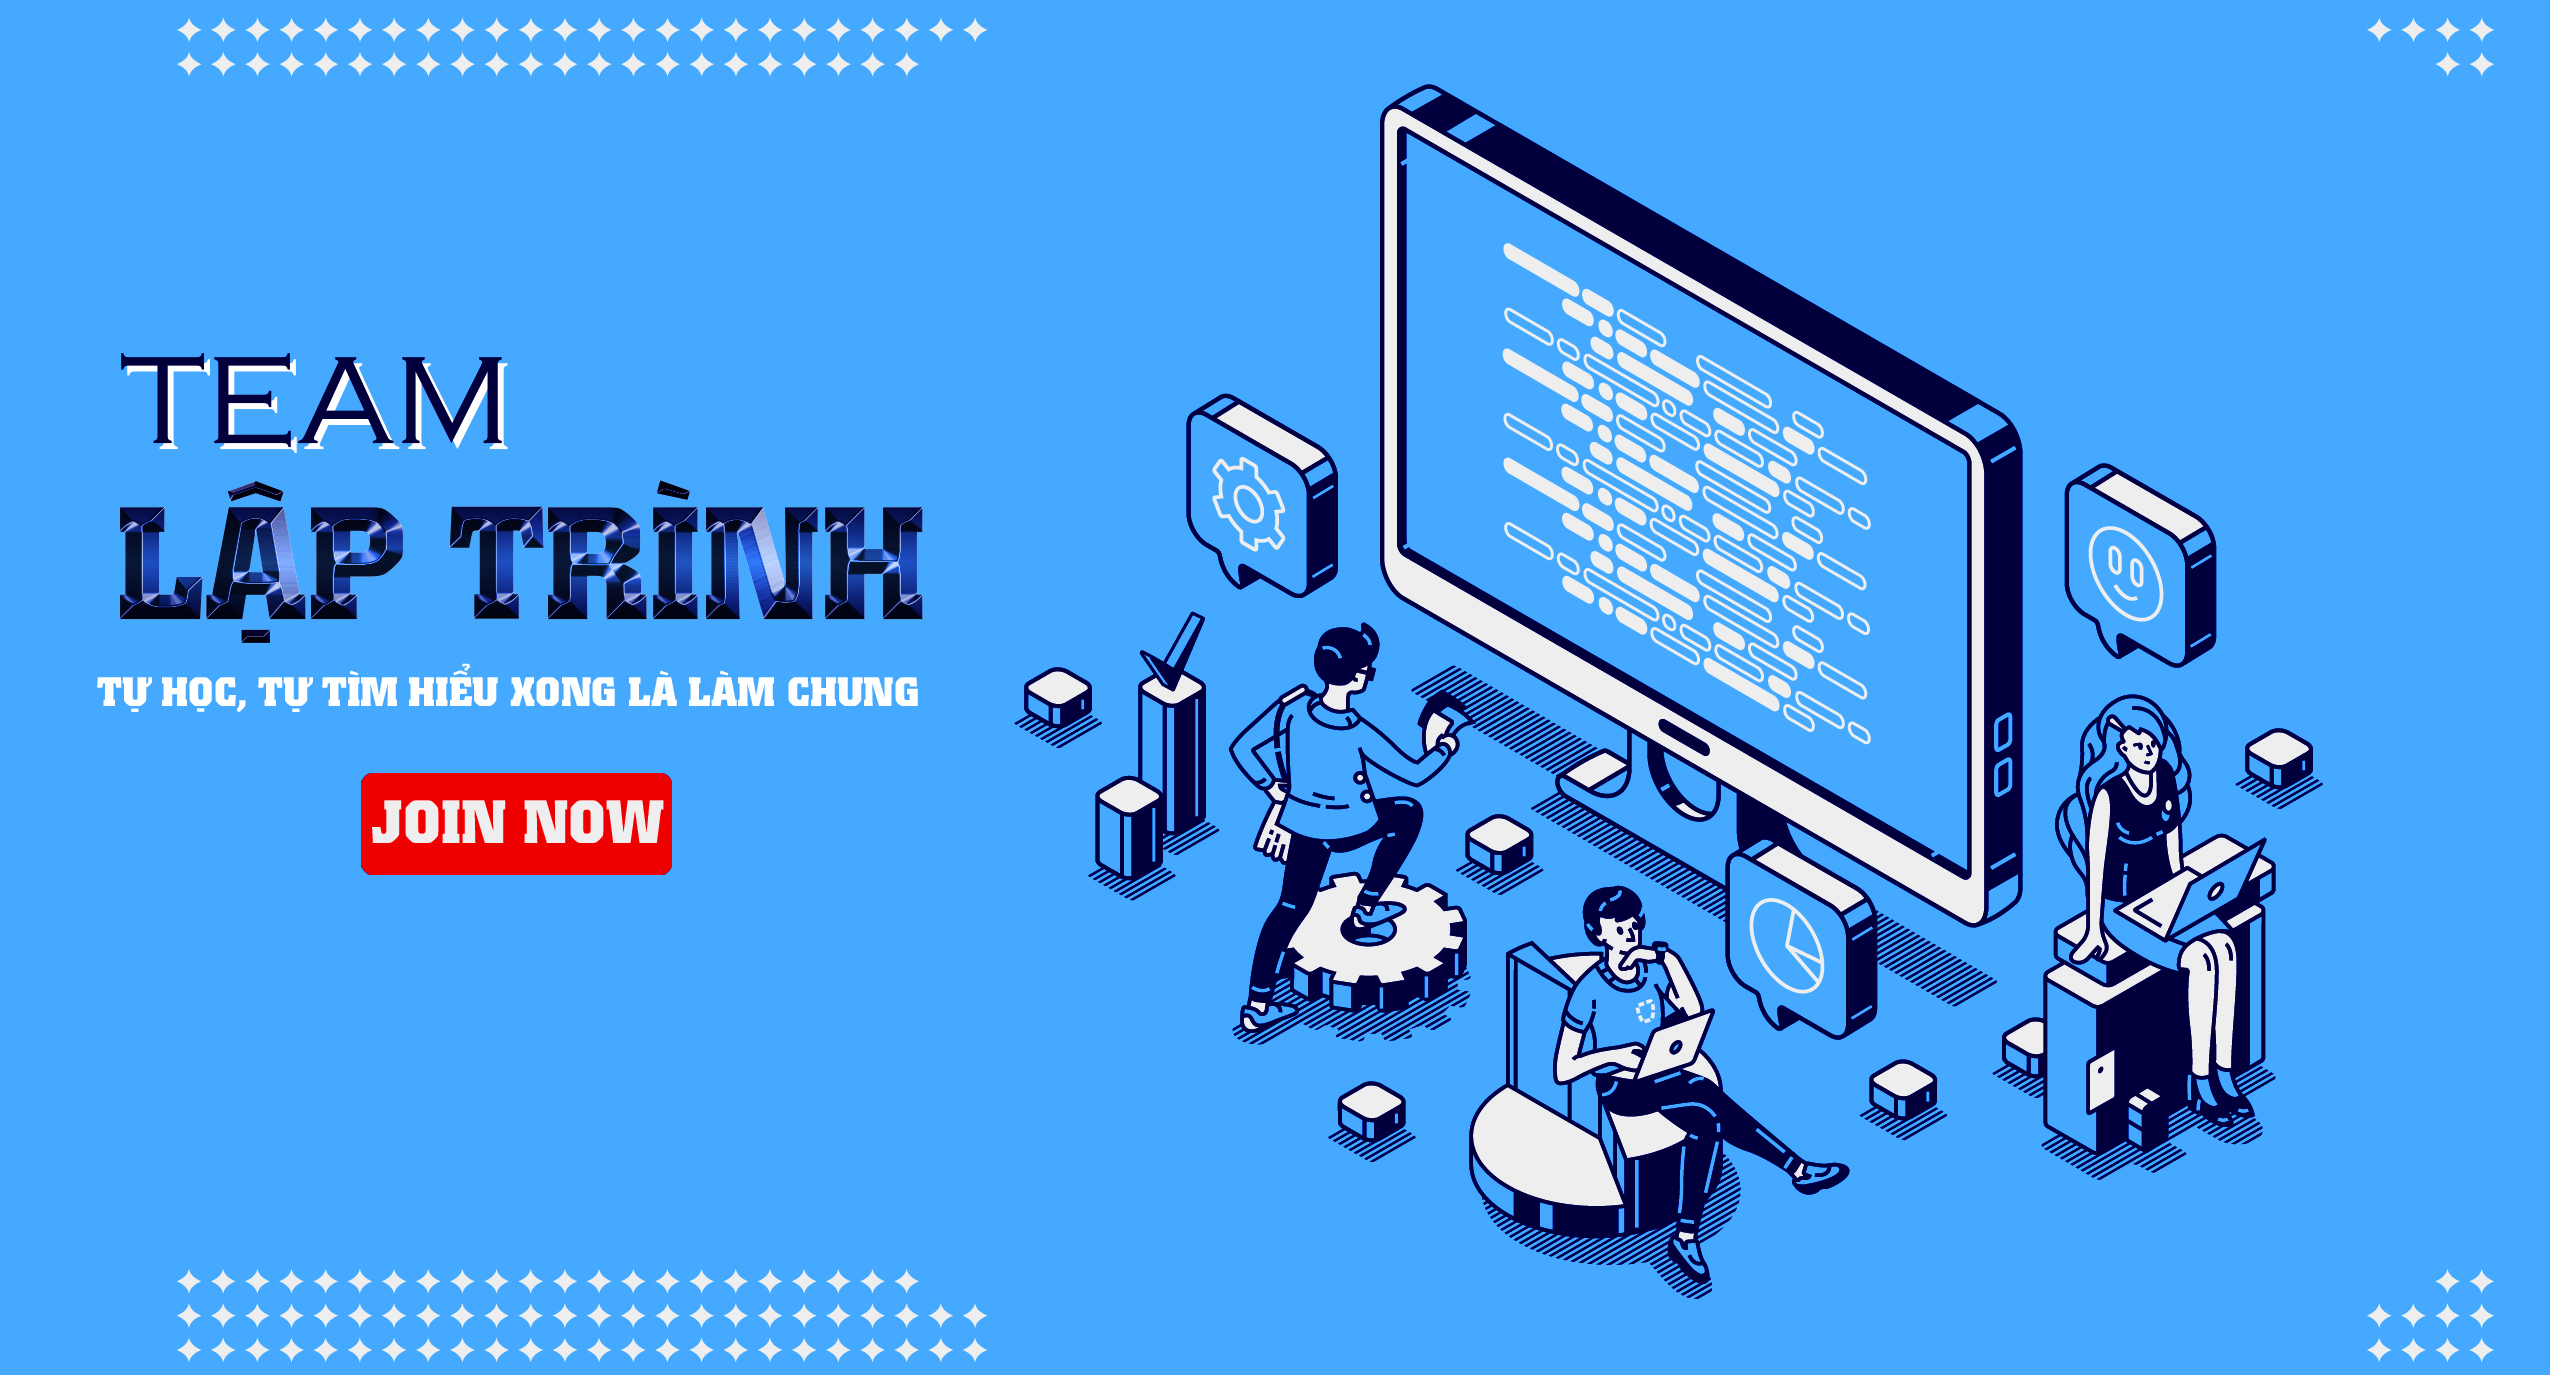 TEAM
LẬP TRÌNH
TỰ HỌC, TỰ TÌM HIỂU XONG LÀ LÀM CHUNG
JOIN NOW